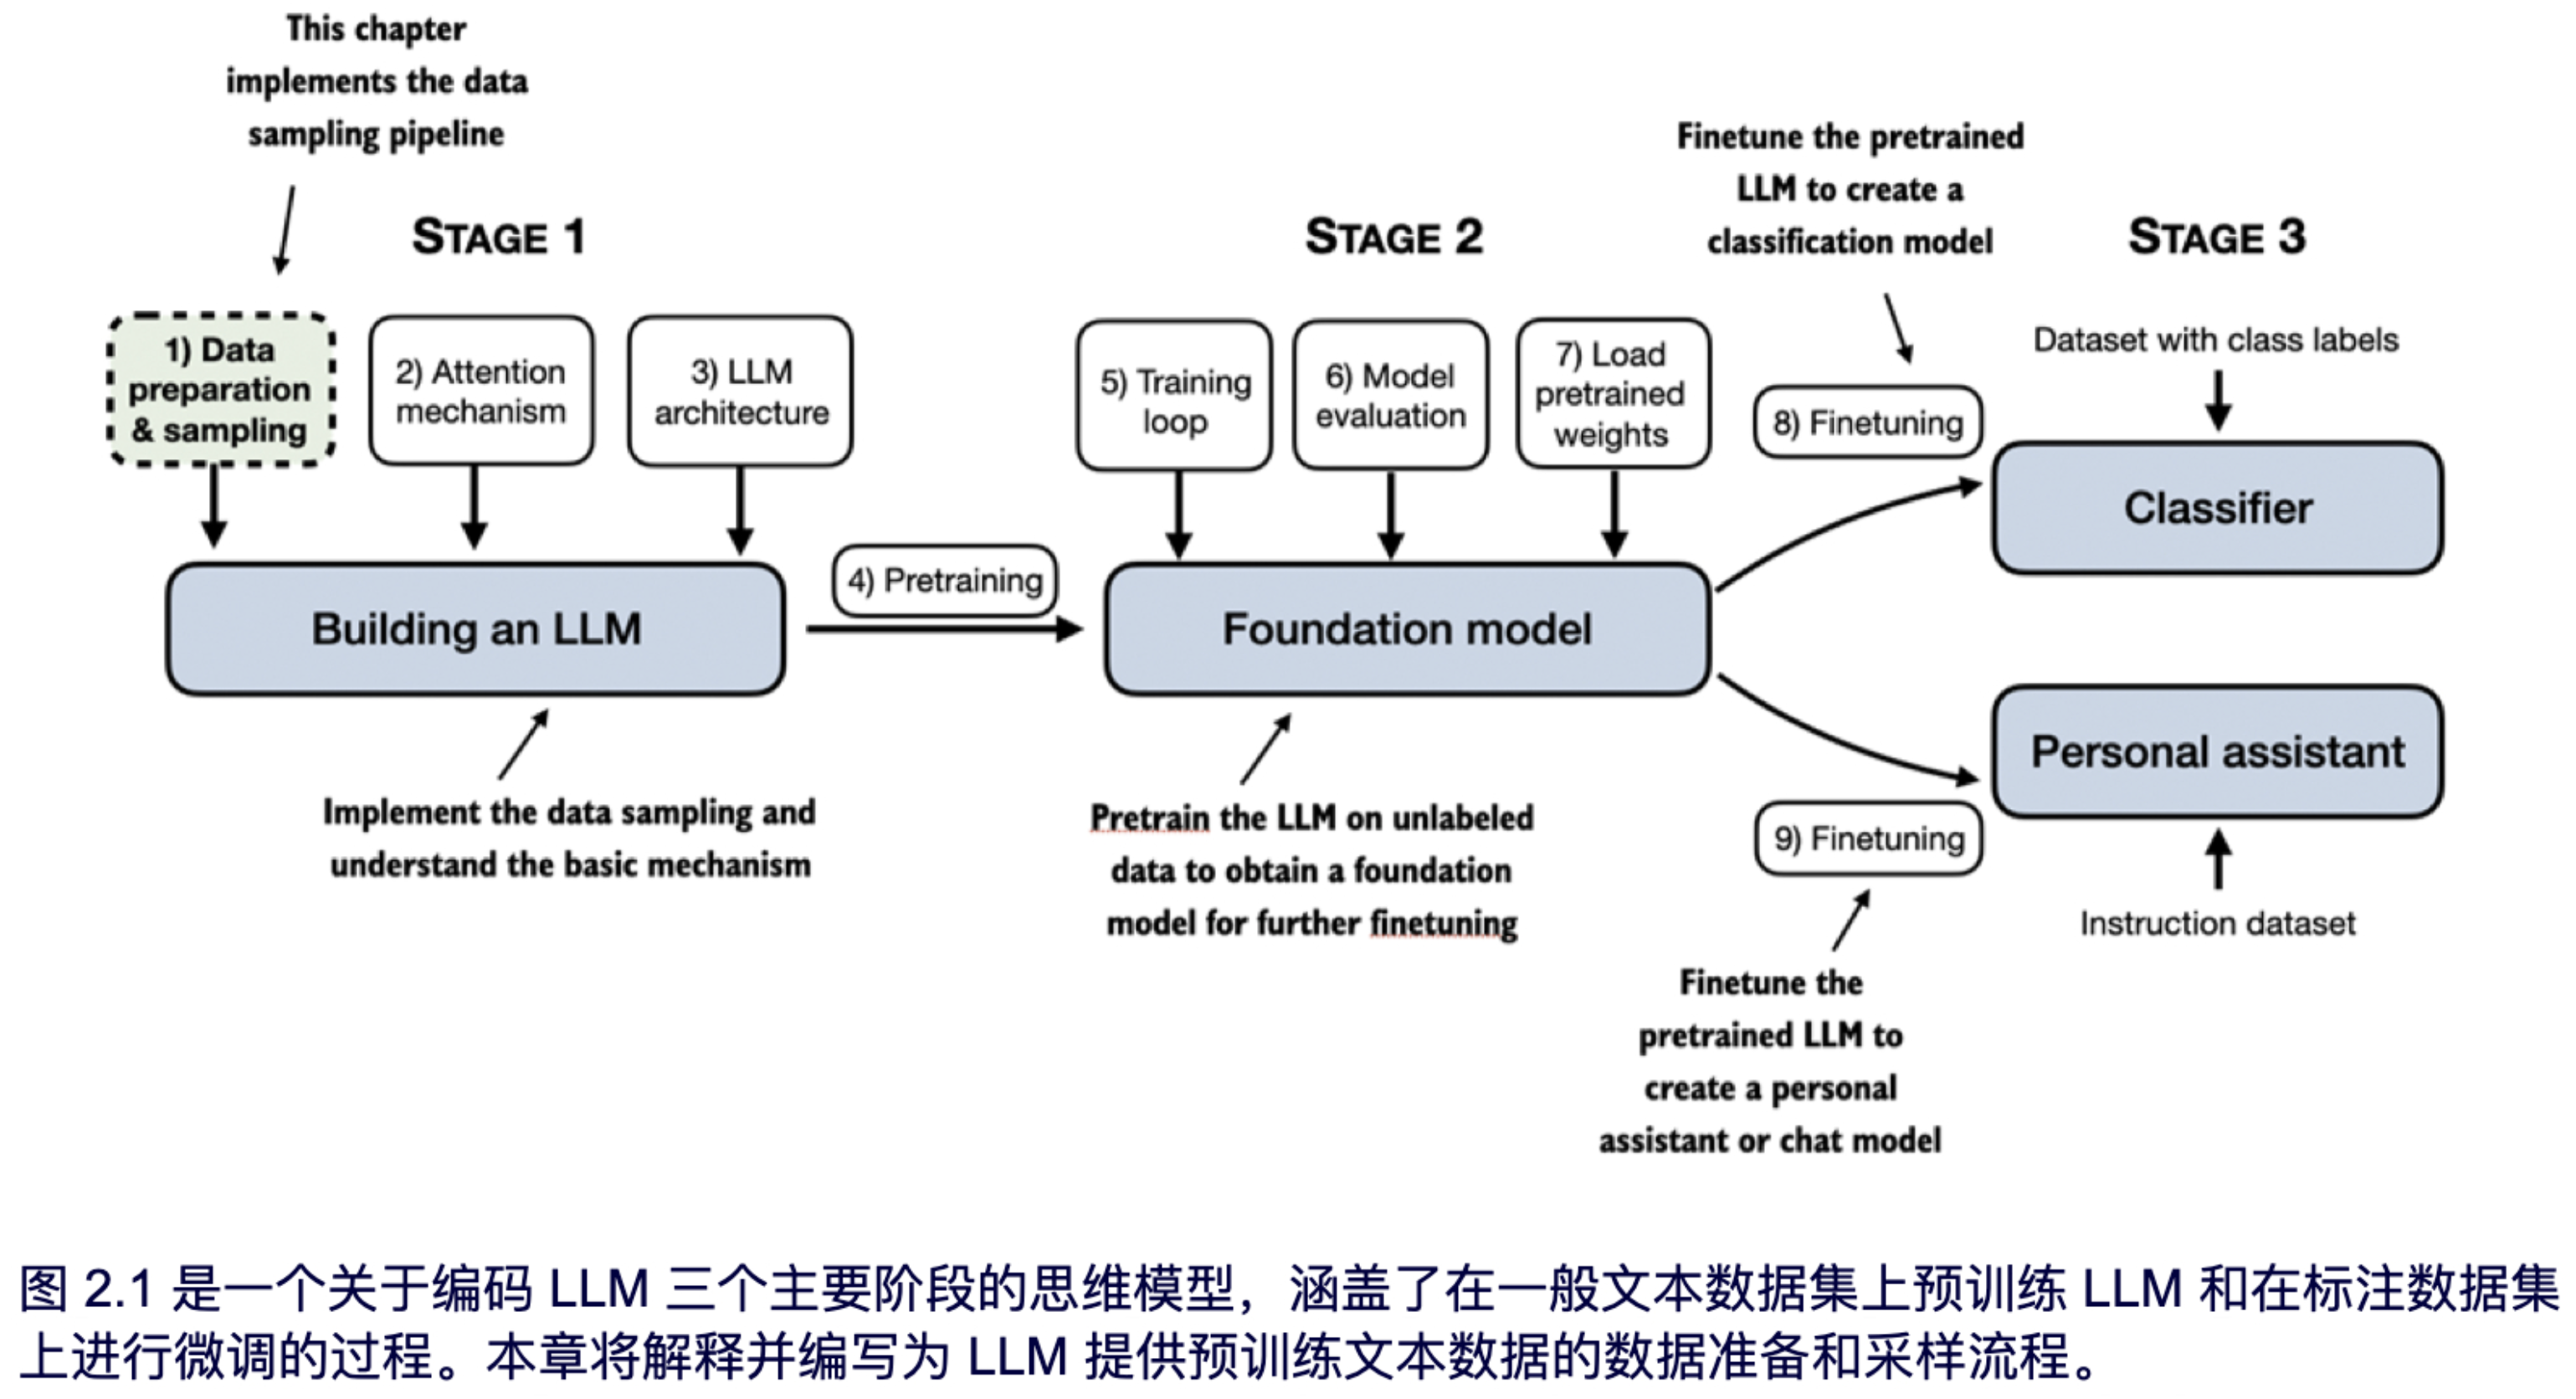 This chapter
implements the data
sampling pipeline
STAGE 1
1) Data
preparation
& sampling
2) Attention
mechanism
3) LLM
architecture
Building an LLM
Implement the data sampling and
understand the basic mechanism
4) Pretraining
STAGE 2
5) Training
loop
6) Model
evaluation
7) Load
pretrained
weights
Foundation model
Pretrain the LLM on unlabeled
data to obtain a foundation
model for further finetuning
Finetune the pretrained
LLM to create a
classification model
STAGE 3
8) Finetuning
Dataset with class labels
Classifier
Personal assistant
9) Finetuning
Instruction dataset
Finetune the
pretrained LLM to
create a personal
assistant or chat model
图 2.1 是一个关于编码 LLM 三个主要阶段的思维模型，涵盖了在一般文本数据集上预训练 LLM 和在标注数据集
上进行微调的过程。本章将解释并编写为 LLM 提供预训练文本数据的数据准备和采样流程。